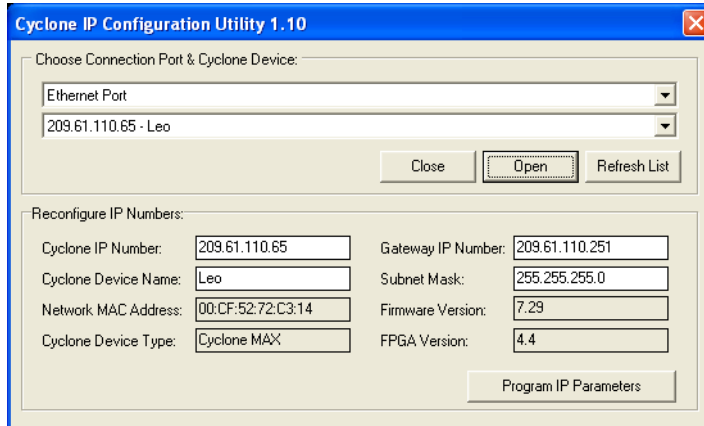 Cyclone IP Configuration Utility 1.10
Choose Connection Port & Cyclone Device:
Ethernet Port
209.61.110.65 - Leo
Close Open Refresh List
Reconfigure IP Numbers:
Cyclone IP Number: 209.61.110.65 Gateway IP Number: 209.61.110.251
Cyclone Device Name: Leo Subnet Mask: 255.255.255.0
Network MAC Address: 00:CF:52:72:C3:14 Firmware Version: 7.29
Cyclone Device Type: Cyclone MAX FPGA Version: 4.4
Program IP Parameters